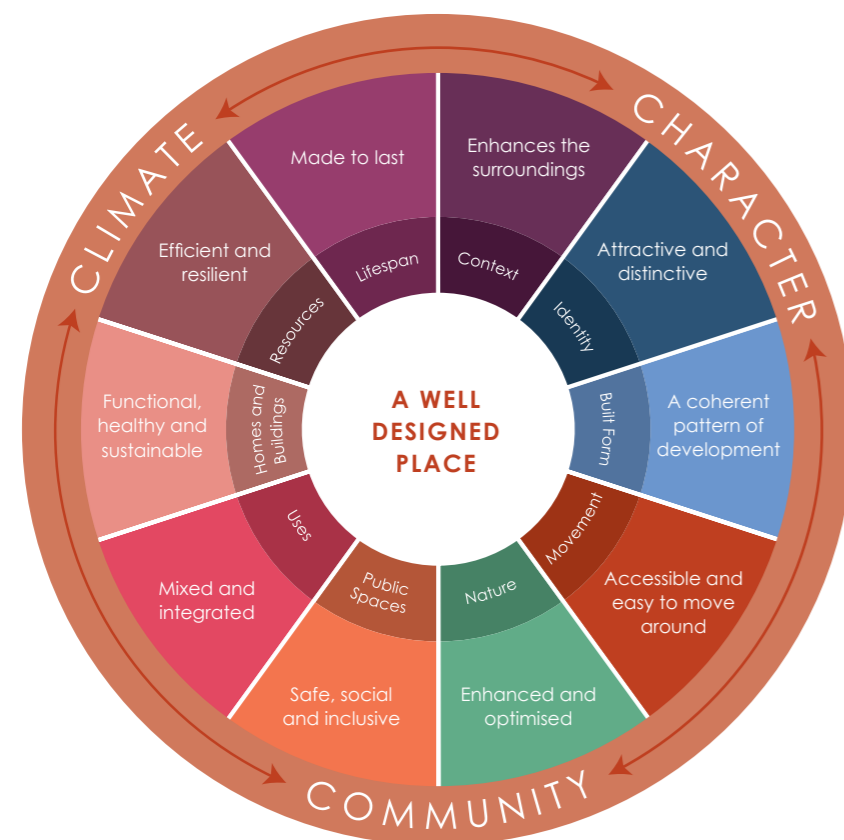 CLIMATE
CHARACTER
COMMUNITY
A WELL
DESIGNED
PLACE
Enhances the
surroundings
Context
Attractive and
distinctive
Identity
A coherent
pattern of
development
Built Form
Accessible and
easy to move
around
Movement
Enhanced and
optimised
Nature
Safe, social
and inclusive
Public
Spaces
Mixed and
integrated
Uses
Functional,
healthy and
sustainable
Homes and
Buildings
Efficient and
resilient
Resources
Made to last
Lifespan